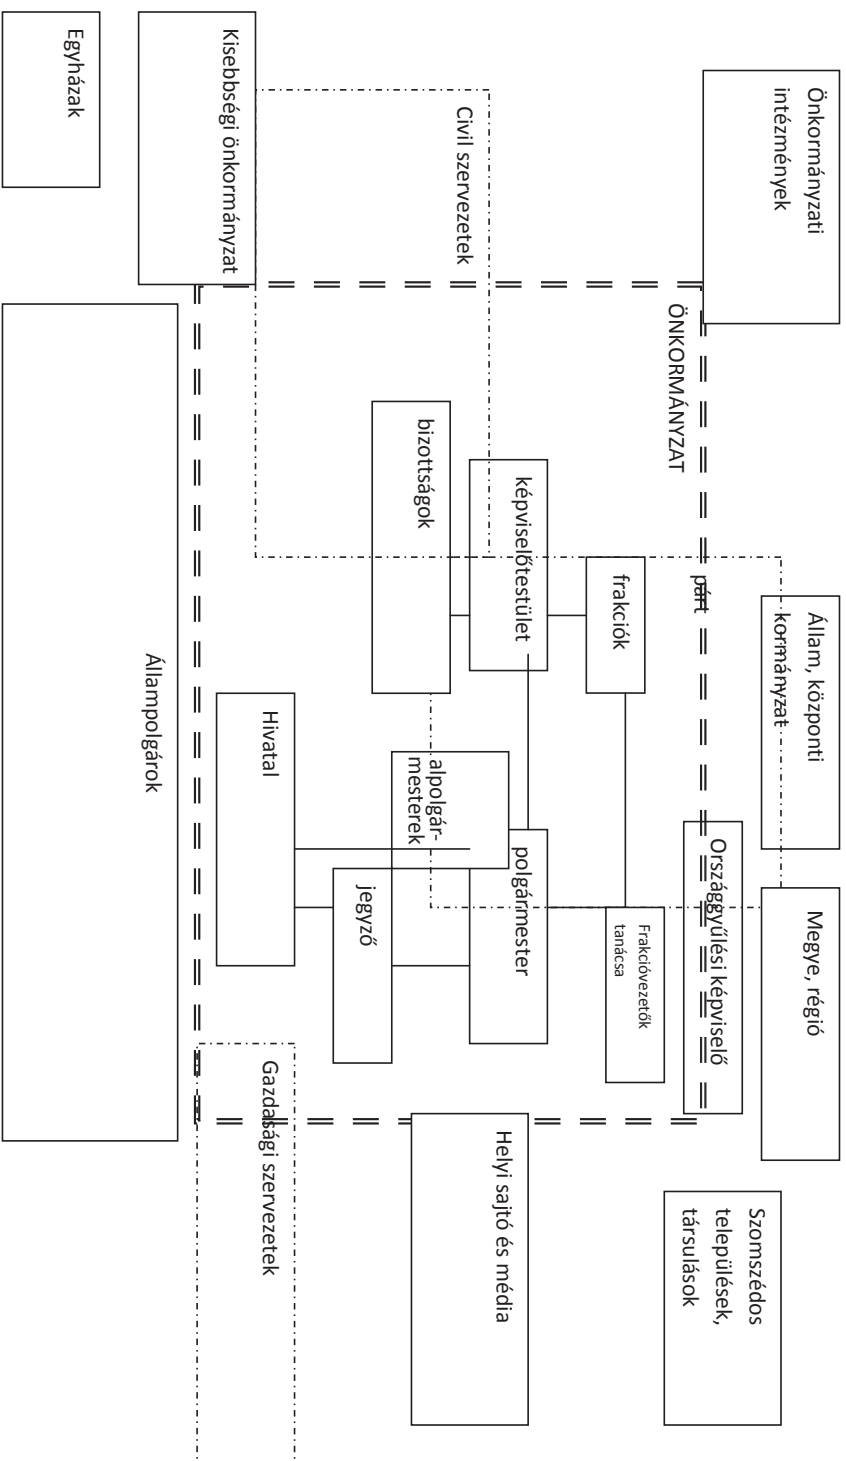 Önkormányzati
intézmények
Állam, központi
kormányzat
Megye, régió
Szomszédos
települések,
társulások
ÖNKORMÁNYZAT
párt
Országgyűlési képviselő
frakciók
Frakcióvezetők
tanácsa
Civil szervezetek
képviselőtestület
polgármester
Helyi sajtó és média
bizottságok
alpolgár-
mesterek
jegyző
Kisebbségi önkormányzat
Hivatal
Gazdasági szervezetek
Egyházak
Állampolgárok